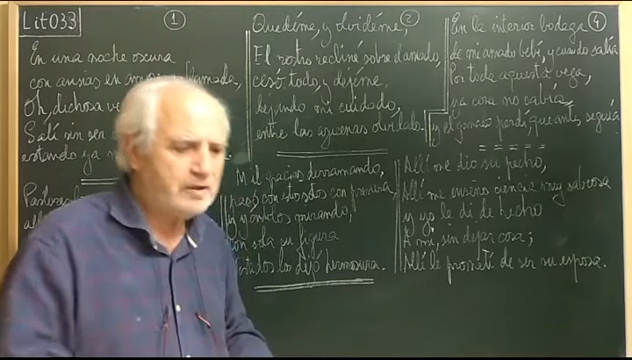 Lit033
1
En una noche oscura
con ansias en
llamada,
Oh, dichosa
Salí sin ser
estando ya
Pastores
2
Quedéme, y olvidéme,
El rostro recliné sobre el amado,
cesó, todo, y dejéme
dejando mi cuidado,
entre las azucenas olvidado.
Mil gracias derramando,
pasó con estos sotos con presura
y yéndolos mirando,
con sola su figura
los dejó hermosura.
4
En la interior bodega
de mi amado bebí, y cuando salía
Por toda aquesta vega,
ya cosa no cabía
y el ganado perdí, que antes seguía
Allí me dio su pecho,
Allí me enseñó ciencia muy sabrosa
y yo le di de hecho
A mí, sin dejar cosa;
Allí le prometí de ser su esposa.